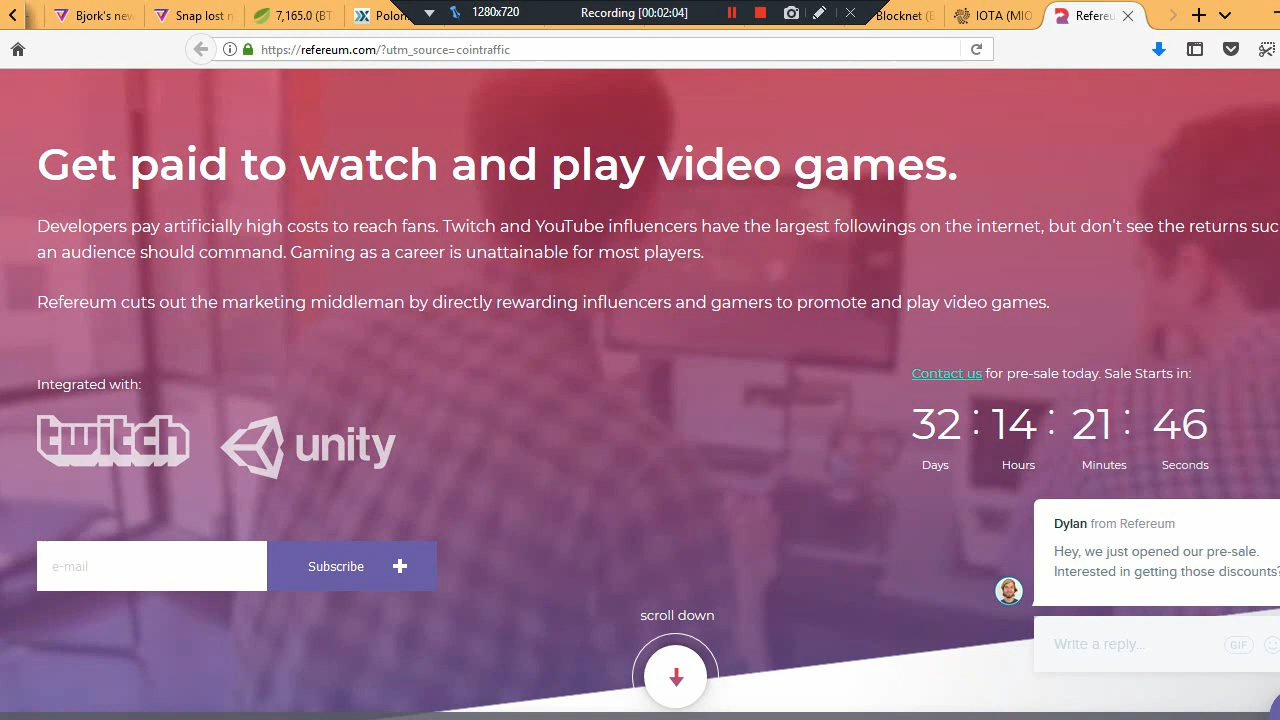 Bjork's new
Snap lost n
7,165.0 (BT
Polon
1280x720
Recording [00:02:04]
Blocknet (B
IOTA (MIO
Refereu
https://refereum.com/?utm_source=cointraffic
Get paid to watch and play video games.
Developers pay artificially high costs to reach fans. Twitch and YouTube influencers have the largest followings on the internet, but don't see the returns suc
an audience should command. Gaming as a career is unattainable for most players.
Refereum cuts out the marketing middleman by directly rewarding influencers and gamers to promote and play video games.
Integrated with:
twitch
unity
Contact us for pre-sale today. Sale Starts in:
32 : 14 : 21 : 46
Days Hours Minutes Seconds
e-mail
Subscribe
scroll down
Dylan from Refereum
Hey, we just opened our pre-sale.
Interested in getting those discounts?
Write a reply...
GIF